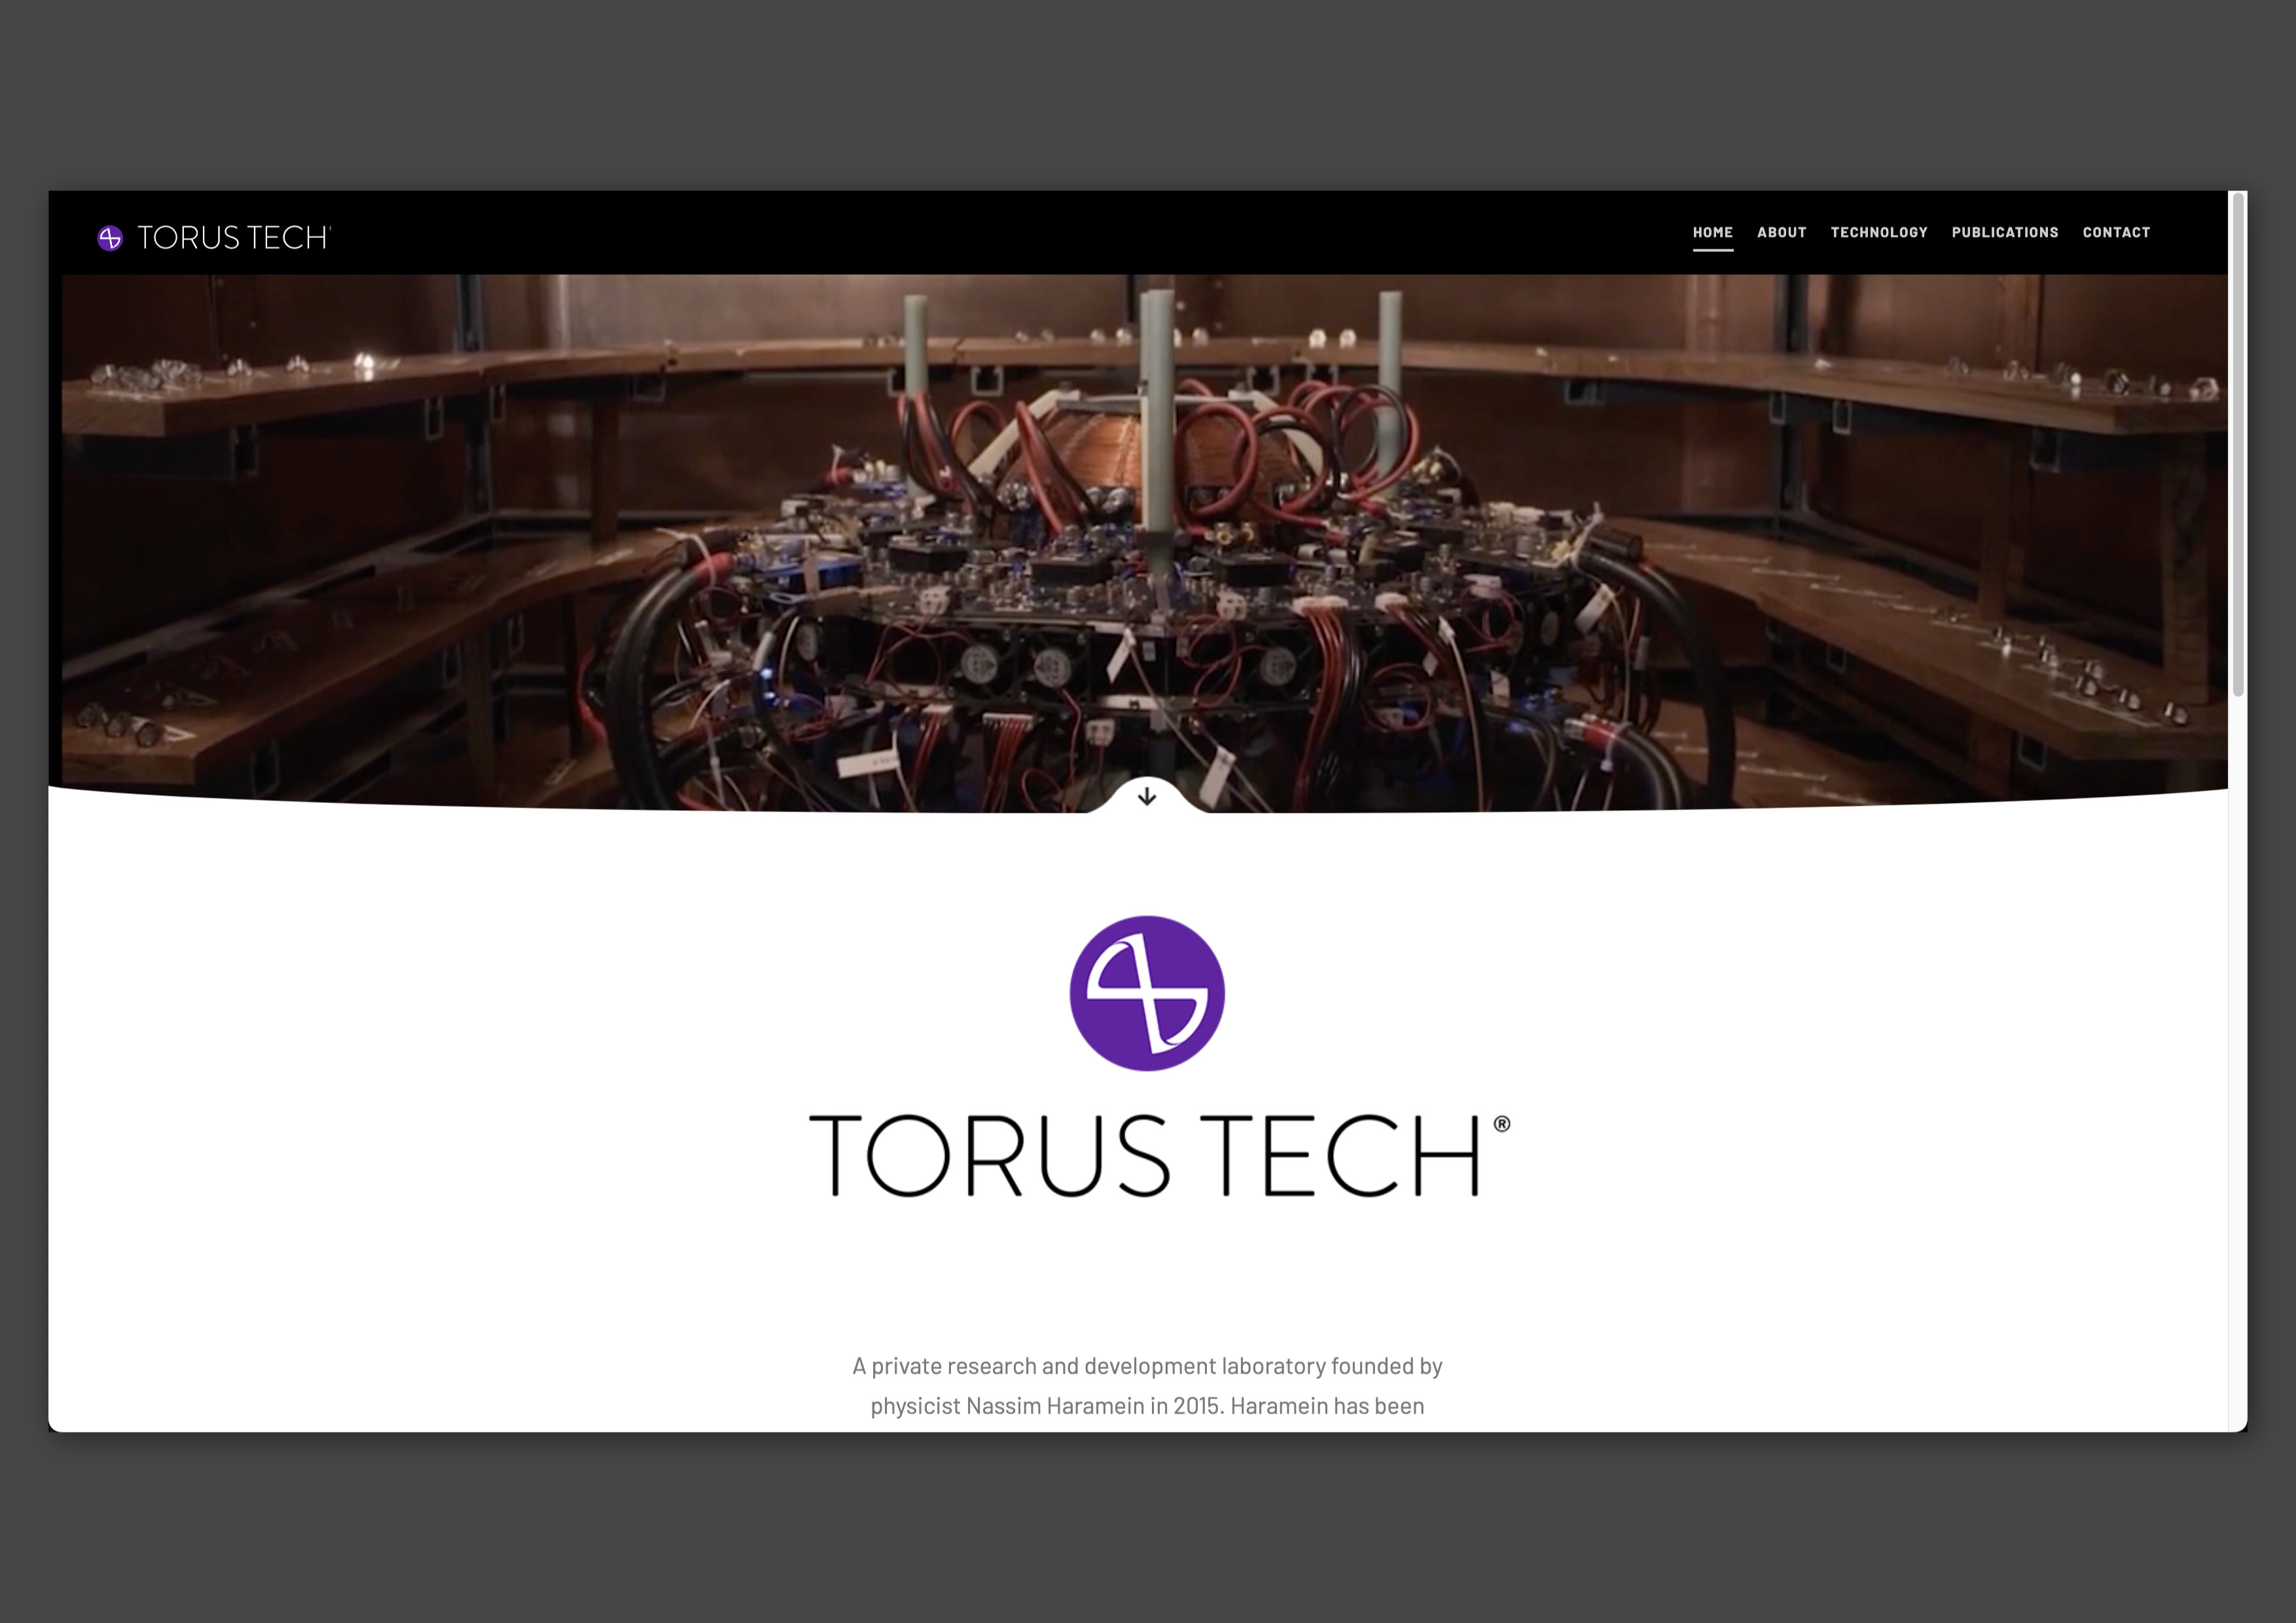 TORUS TECH
HOME ABOUT TECHNOLOGY PUBLICATIONS CONTACT
TORUS TECH®
A private research and development laboratory founded by
physicist Nassim Haramein in 2015. Haramein has been